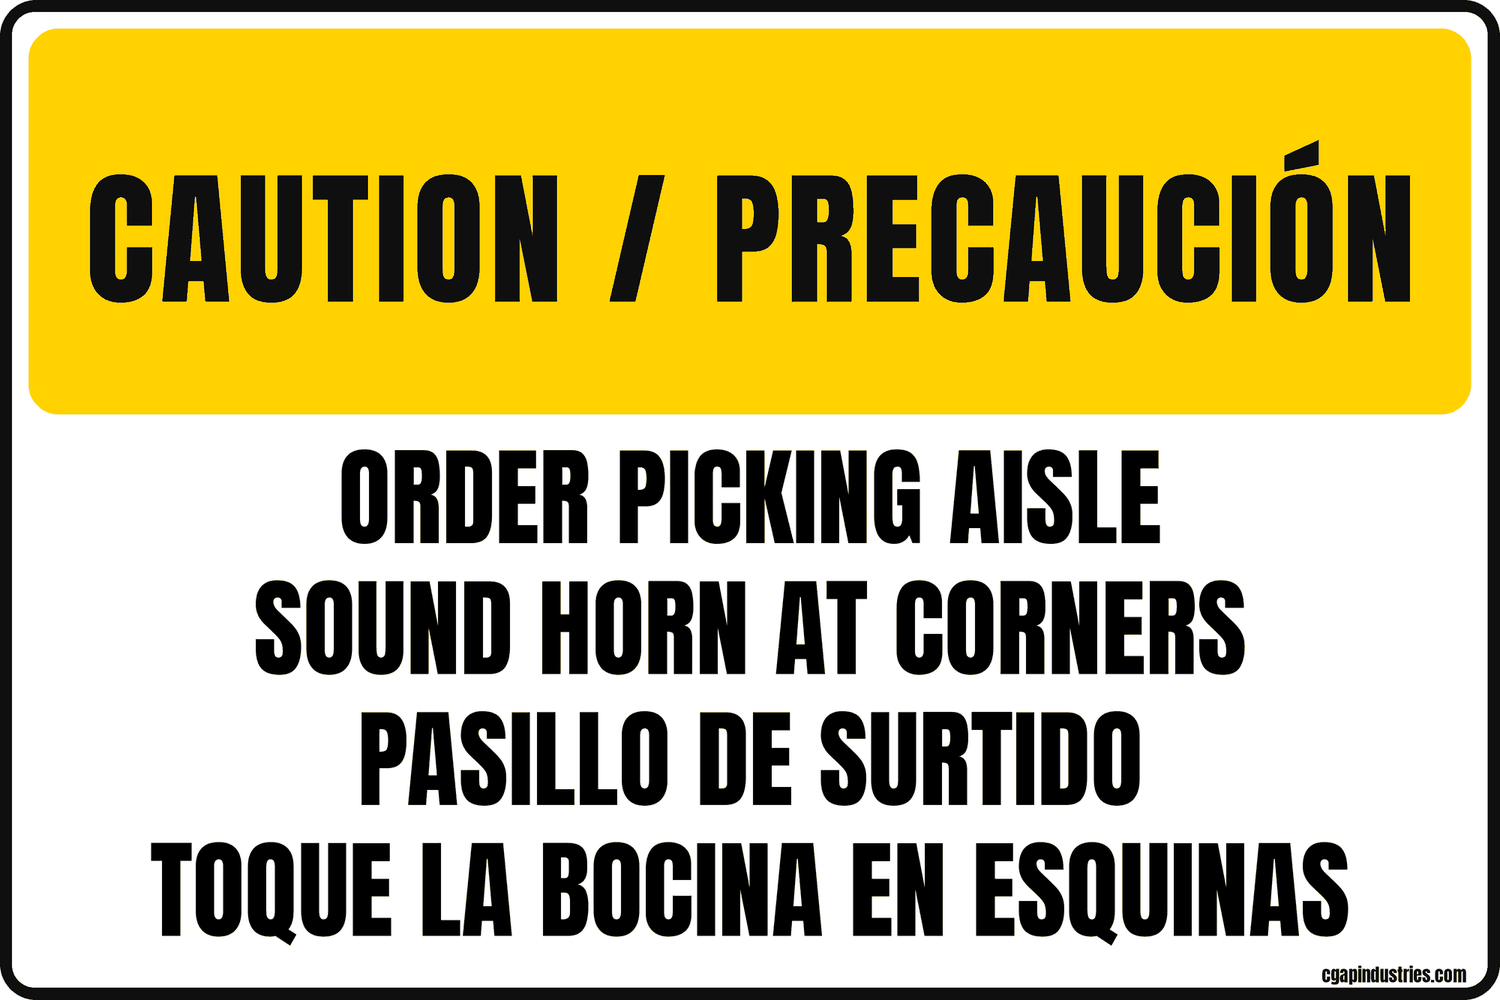 CAUTION / PRECAUCIÓN
ORDER PICKING AISLE
SOUND HORN AT CORNERS
PASILLO DE SURTIDO
TOQUE LA BOCINA EN ESQUINAS
cgapindustries.com